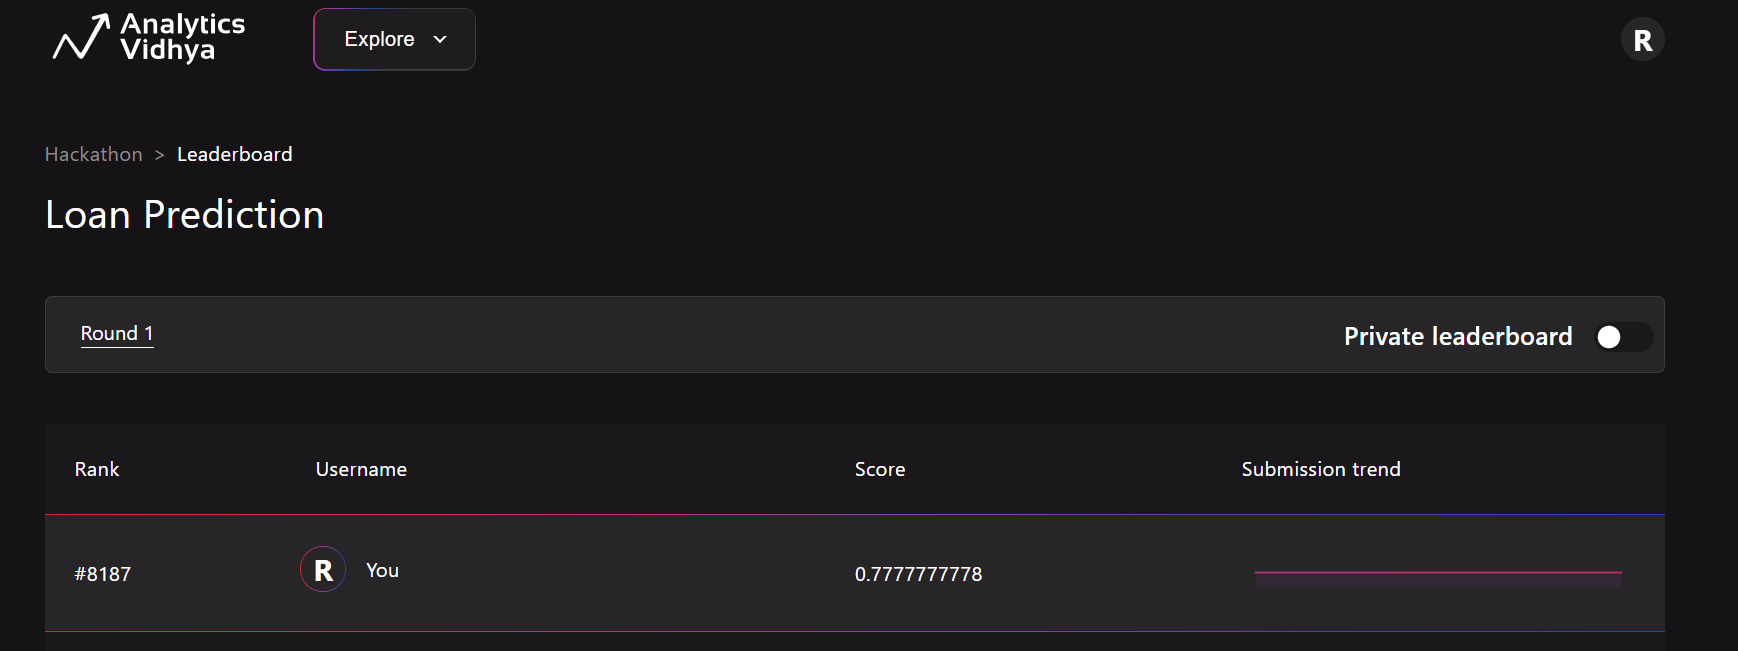 Analytics
Vidhya
Explore
R
Hackathon > Leaderboard
Loan Prediction
Round 1
Private leaderboard
Rank Username Score Submission trend
#8187 R You 0.7777777778